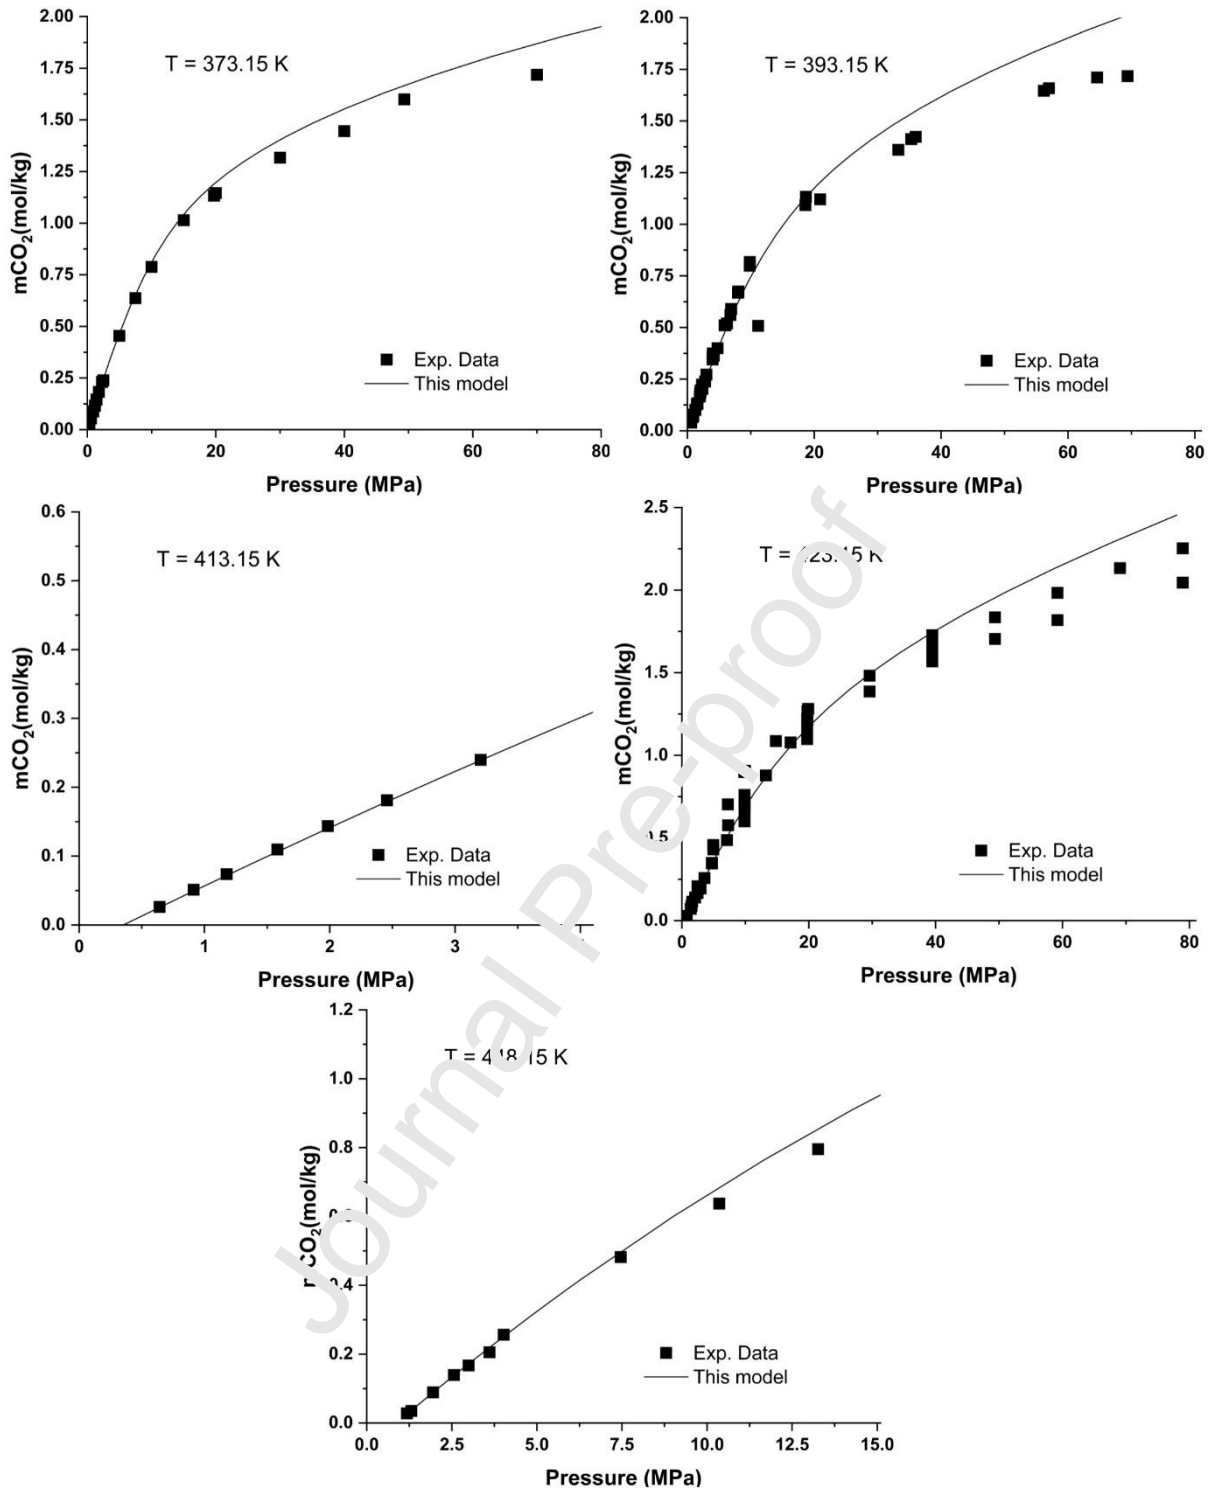 2.00
1.75
1.50
1.25
1.00
0.75
0.50
0.25
0.00
mCO2(mol/kg)
T = 373.15 K
Exp. Data
This model
0
20
40
60
80
Pressure (MPa)
2.00
1.75
1.50
1.25
1.00
0.75
0.50
0.25
0.00
mCO2(mol/kg)
T = 393.15 K
Exp. Data
This model
0
20
40
60
80
Pressure (MPa)
0.6
0.5
0.4
0.3
0.2
0.1
0.0
mCO2(mol/kg)
T = 413.15 K
Exp. Data
This model
0
1
2
3
Pressure (MPa)
2.5
2.0
1.5
1.0
0.0
mCO2(mol/kg)
T = 423.15 K
Exp. Data
This model
0
20
40
60
80
Pressure (MPa)
1.2
1.0
0.8
0.4
0.2
0.0
mCO2(mol/kg)
T = 448.15 K
Exp. Data
This model
0.0
2.5
5.0
7.5
10.0
12.5
15.0
Pressure (MPa)
Journal Pre-proof